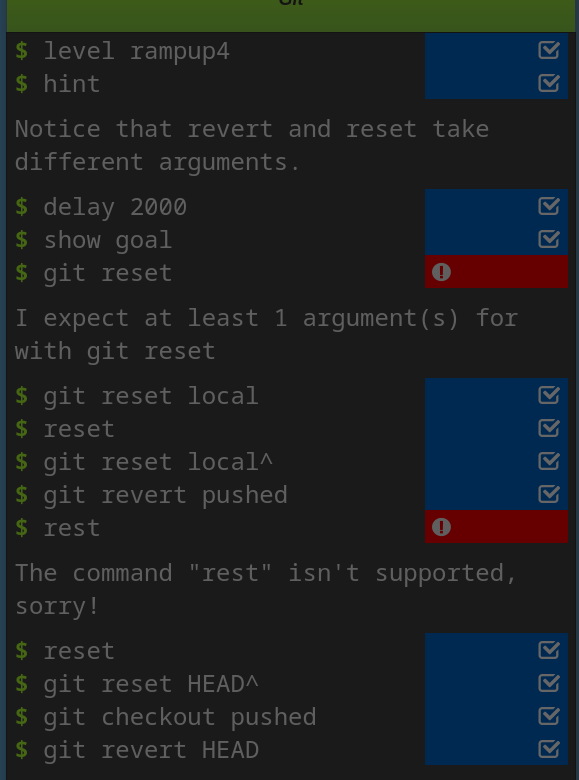 Git
$ level rampup4
$ hint
Notice that revert and reset take
different arguments.
$ delay 2000
$ show goal
$ git reset
I expect at least 1 argument(s) for
with git reset
$ git reset local
$ reset
$ git reset local^
$ git revert pushed
$ rest
The command "rest" isn't supported,
sorry!
$ reset
$ git reset HEAD^
$ git checkout pushed
$ git revert HEAD